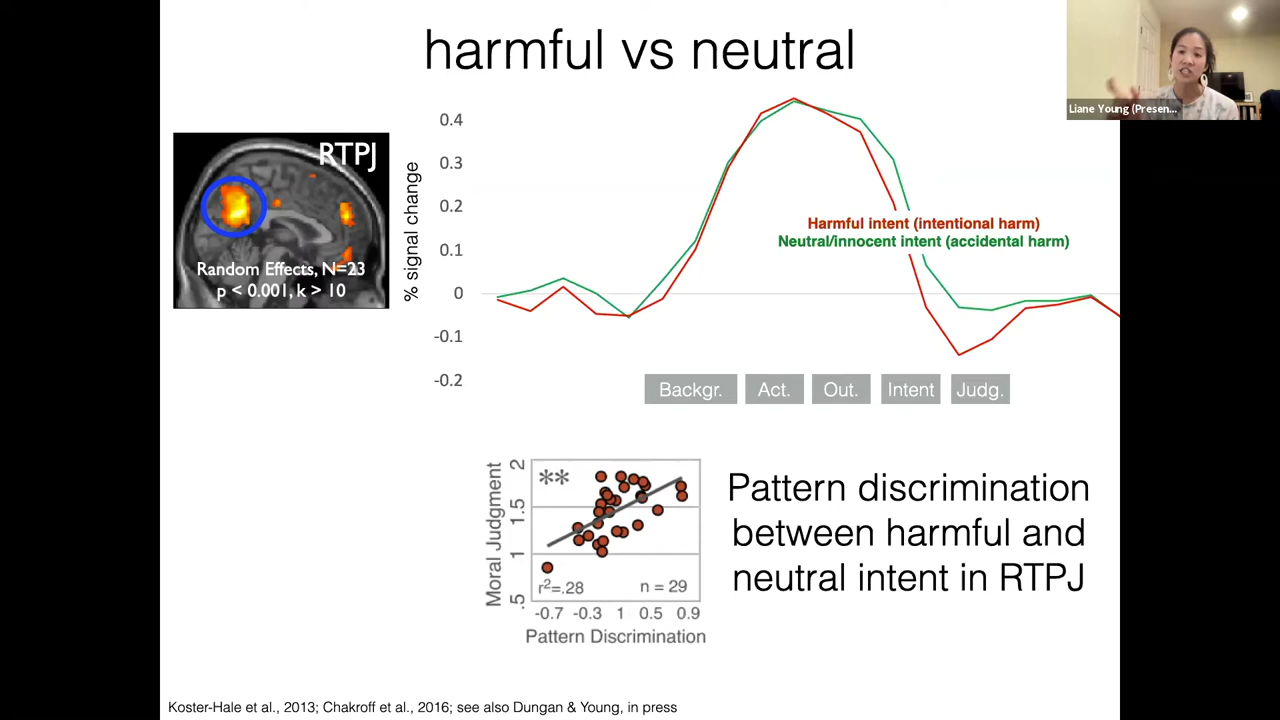 harmful vs neutral
Liane Young (Presen...
RTPJ
Random Effects, N=23
p < 0.001, k > 10
% signal change
0.4
0.3
0.2
0.1
0
-0.1
-0.2
Harmful intent (intentional harm)
Neutral/innocent intent (accidental harm)
Backgr. Act. Out. Intent Judg.
Moral Judgment
2
1.5
1
.5
**
r²=.28 n = 29
-0.7 -0.3 1 0.5 0.9
Pattern Discrimination
Pattern discrimination
between harmful and
neutral intent in RTPJ
Koster-Hale et al., 2013; Chakroff et al., 2016; see also Dungan & Young, in press